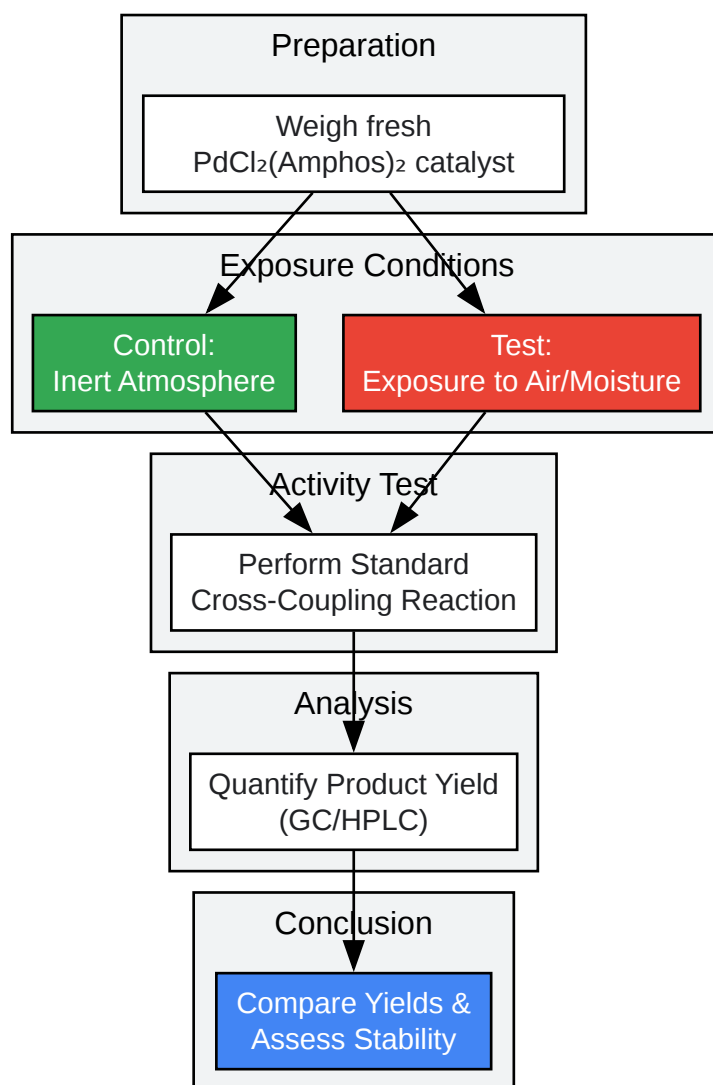 Preparation
Weigh fresh
PdCl₂(Amphos)₂ catalyst
Exposure Conditions
Control:
Inert Atmosphere
Test:
Exposure to Air/Moisture
Activity Test
Perform Standard
Cross-Coupling Reaction
Analysis
Quantify Product Yield
(GC/HPLC)
Conclusion
Compare Yields &
Assess Stability